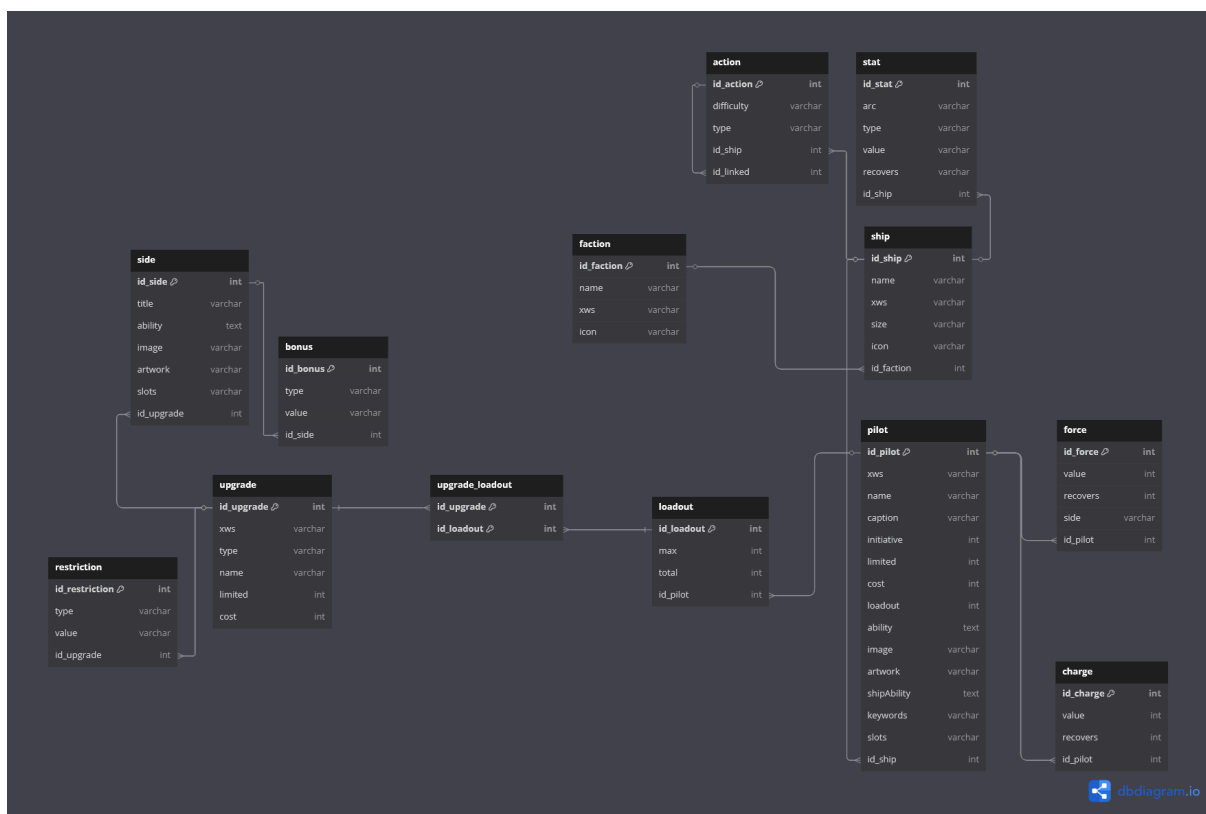 action
id_action int
difficulty varchar
type varchar
id_ship int
id_linked int
stat
id_stat int
arc varchar
type varchar
value varchar
recovers varchar
id_ship int
faction
id_faction int
name varchar
xws varchar
icon varchar
ship
id_ship int
name varchar
xws varchar
size varchar
icon varchar
id_faction int
side
id_side int
title varchar
ability text
image varchar
artwork varchar
slots varchar
id_upgrade int
bonus
id_bonus int
type varchar
value varchar
id_side int
pilot
id_pilot int
xws varchar
name varchar
caption varchar
initiative int
limited int
cost int
loadout int
ability text
image varchar
artwork varchar
shipAbility text
keywords varchar
slots varchar
id_ship int
force
id_force int
value int
recovers int
side varchar
id_pilot int
upgrade
id_upgrade int
xws varchar
type varchar
name varchar
limited int
cost int
upgrade_loadout
id_upgrade int
id_loadout int
loadout
id_loadout int
max int
total int
id_pilot int
restriction
id_restriction int
type varchar
value varchar
id_upgrade int
charge
id_charge int
value int
recovers int
id_pilot int
dbdiagram.io